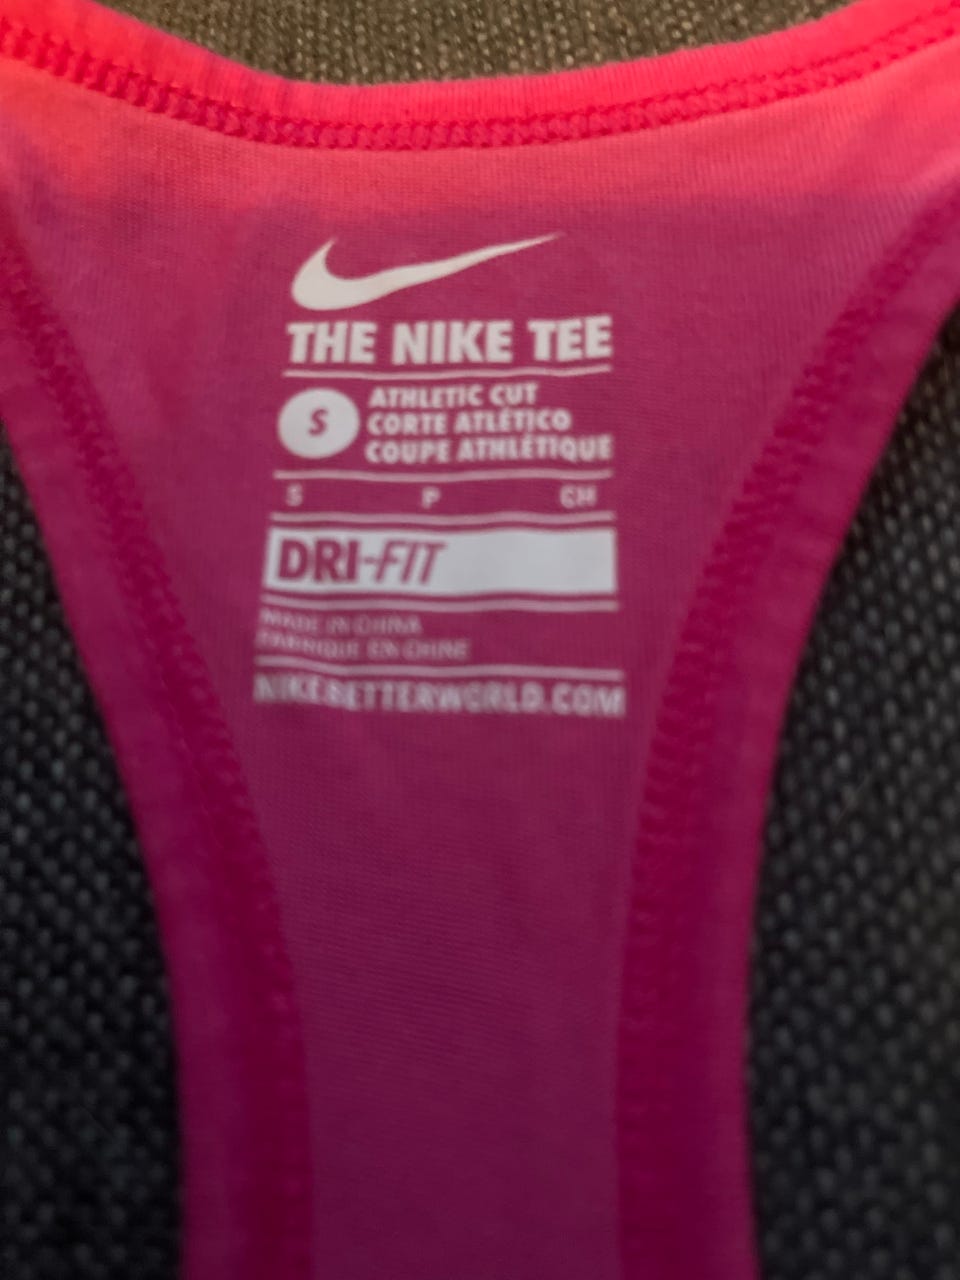 THE NIKE TEE
S
ATHLETIC CUT
CORTE ATLÉTICO
COUPE ATHLÉTIQUE
S P CH
DRI-FIT
MADE IN CHINA
FABRIQUE EN CHINE
NIKEBETTERWORLD.COM